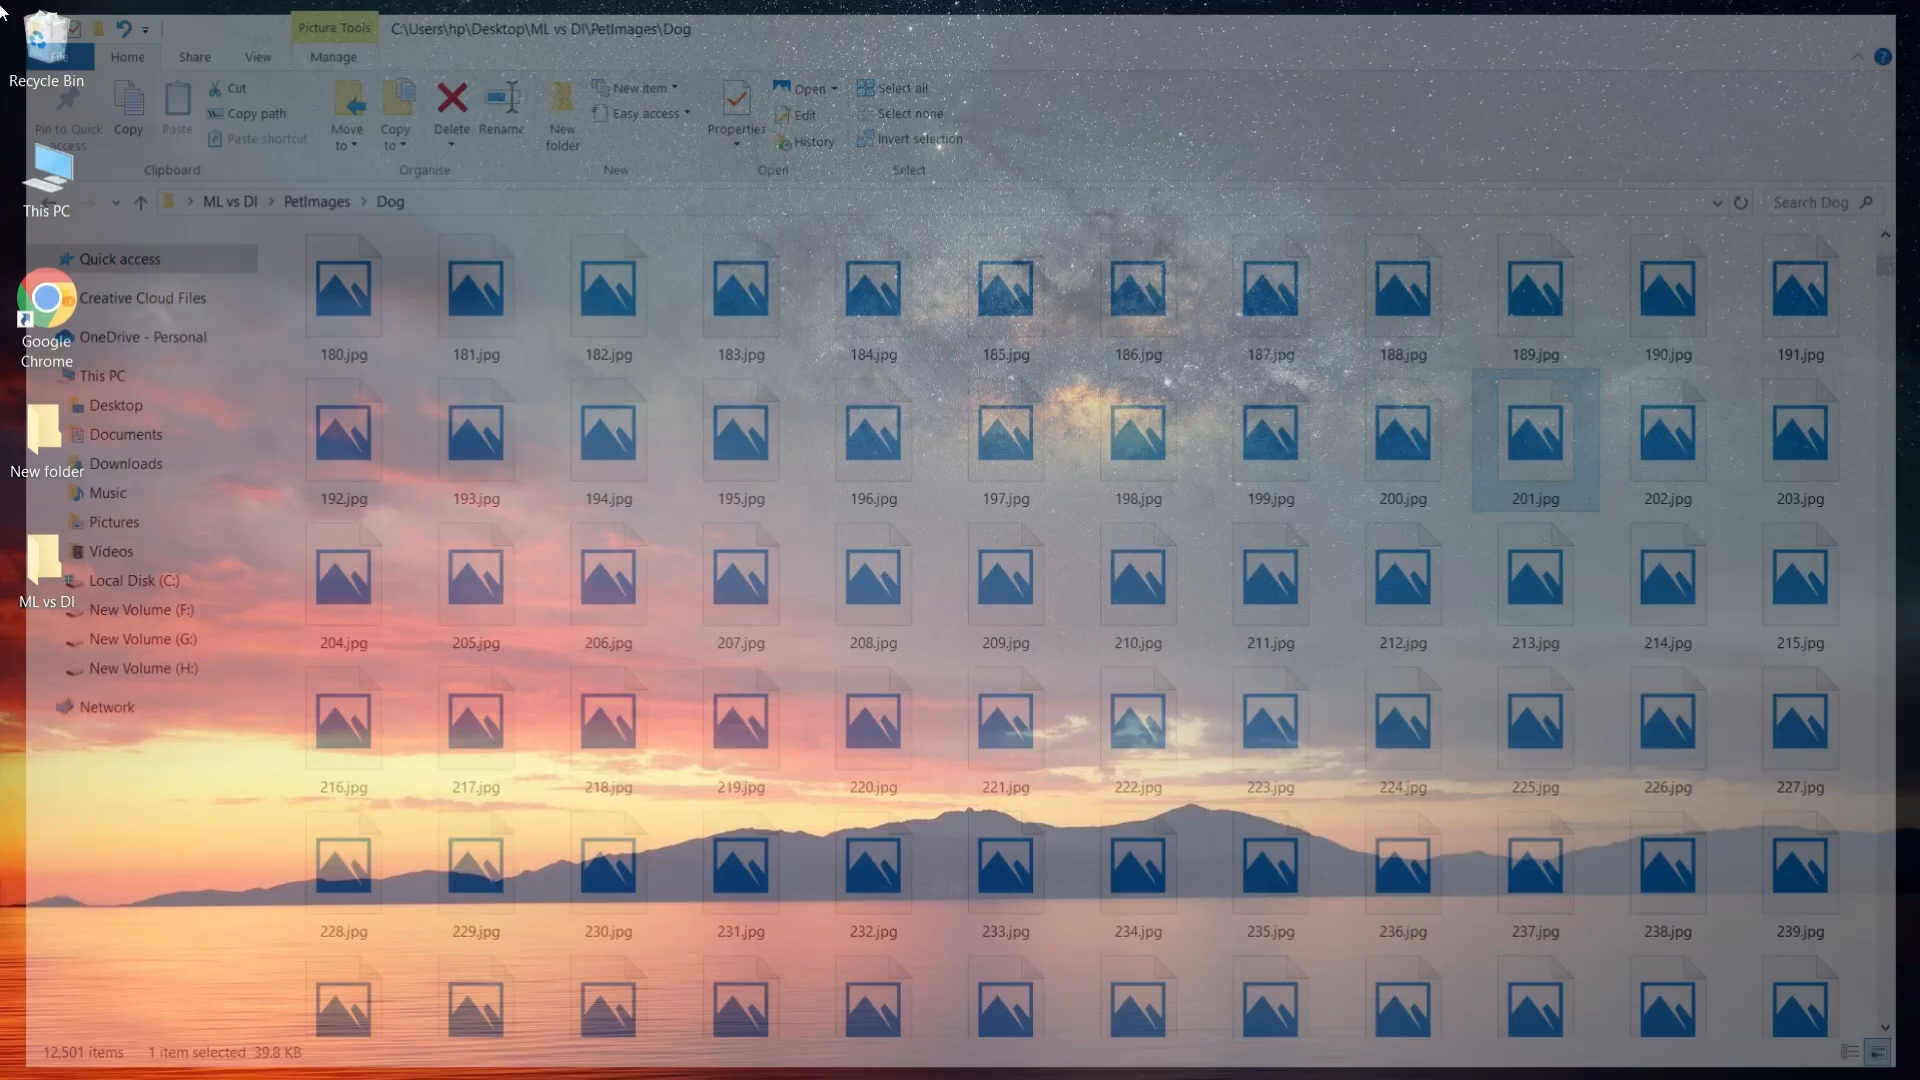 Picture Tools
C:\Users\hp\Desktop\ML vs DI\PetImages\Dog
File
Home
Share
View
Manage
Recycle Bin
Pin to Quick
access
Copy
Paste
Cut
Copy path
Paste shortcut
Clipboard
Move
to
Copy
to
Delete
Rename
Organise
New
folder
New item
Easy access
New
Properties
Open
Edit
History
Open
Select all
Select none
Invert selection
Select
This PC
ML vs DI > PetImages > Dog
Search Dog
Quick access
Google
Chrome
Creative Cloud Files
OneDrive - Personal
This PC
Desktop
Documents
Downloads
New folder
Music
Pictures
Videos
Local Disk (C:)
ML vs DI
New Volume (F:)
New Volume (G:)
New Volume (H:)
Network
180.jpg 181.jpg 182.jpg 183.jpg 184.jpg 185.jpg 186.jpg 187.jpg 188.jpg 189.jpg 190.jpg 191.jpg
192.jpg 193.jpg 194.jpg 195.jpg 196.jpg 197.jpg 198.jpg 199.jpg 200.jpg 201.jpg 202.jpg 203.jpg
204.jpg 205.jpg 206.jpg 207.jpg 208.jpg 209.jpg 210.jpg 211.jpg 212.jpg 213.jpg 214.jpg 215.jpg
216.jpg 217.jpg 218.jpg 219.jpg 220.jpg 221.jpg 222.jpg 223.jpg 224.jpg 225.jpg 226.jpg 227.jpg
228.jpg 229.jpg 230.jpg 231.jpg 232.jpg 233.jpg 234.jpg 235.jpg 236.jpg 237.jpg 238.jpg 239.jpg
12,501 items 1 item selected 39.8 KB